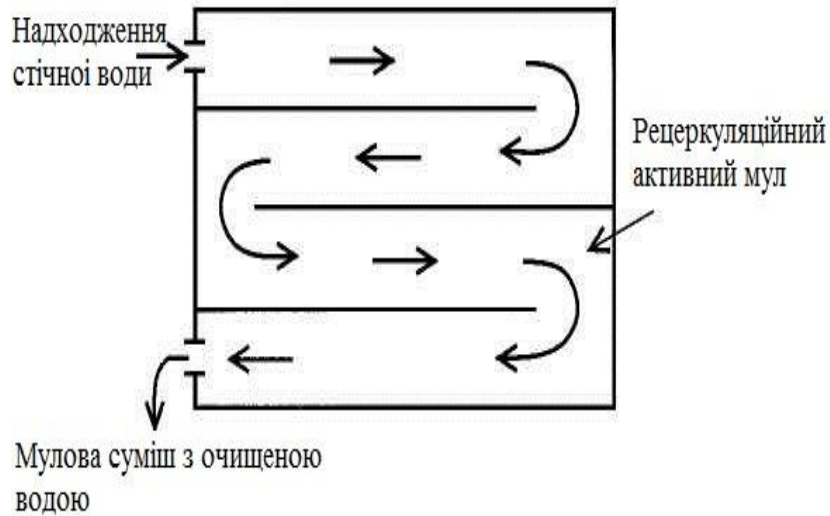 Надходження
стічної води
Рецеркуляційний
активний мул
Мулова суміш з очищеною
водою